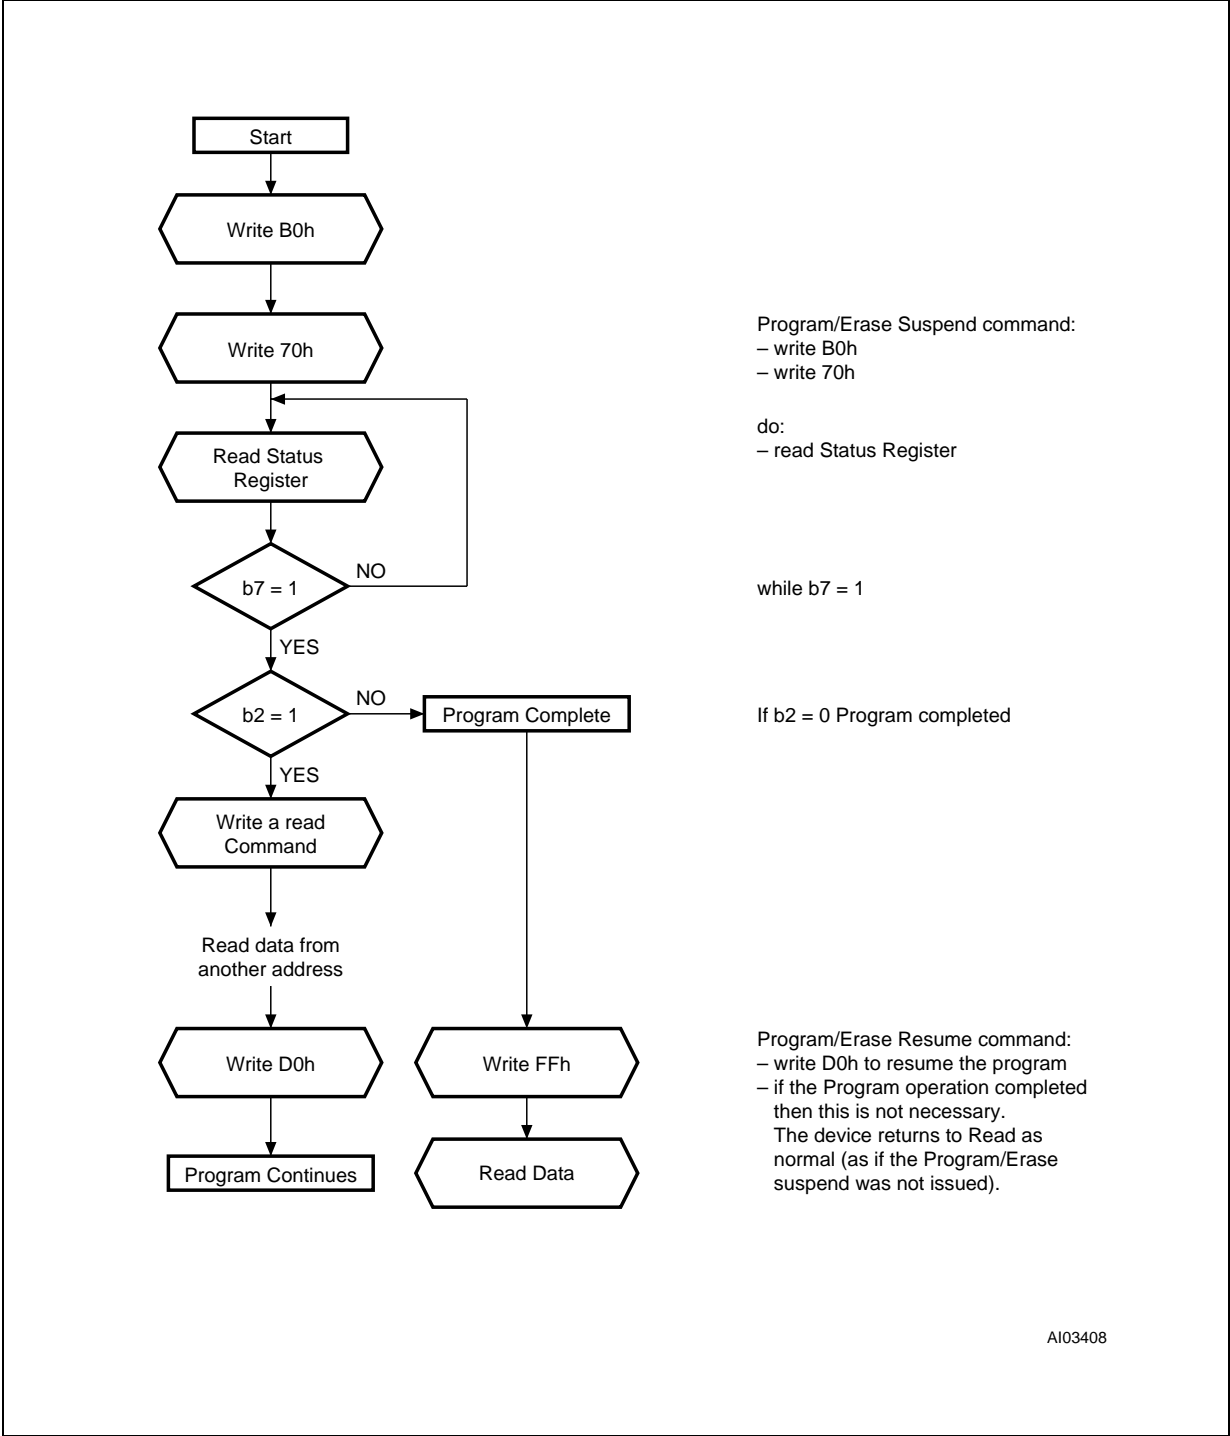 Start
Write B0h
Write 70h
Program/Erase Suspend command:
– write B0h
– write 70h
do:
– read Status Register
Read Status
Register
NO
b7 = 1
while b7 = 1
YES
NO
b2 = 1
Program Complete
If b2 = 0 Program completed
YES
Write a read
Command
Read data from
another address
Write D0h
Write FFh
Program/Erase Resume command:
– write D0h to resume the program
– if the Program operation completed
then this is not necessary.
The device returns to Read as
normal (as if the Program/Erase
suspend was not issued).
Program Continues
Read Data
AI03408